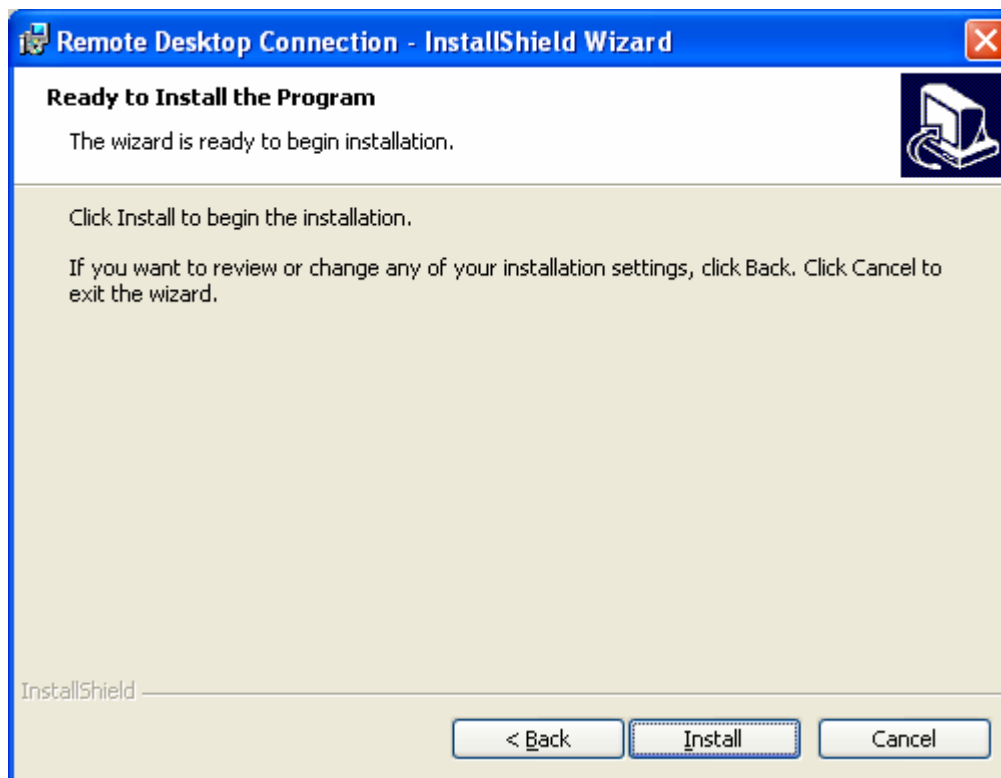 Remote Desktop Connection - InstallShield Wizard
Ready to Install the Program
The wizard is ready to begin installation.
Click Install to begin the installation.
If you want to review or change any of your installation settings, click Back. Click Cancel to
exit the wizard.
InstallShield
< Back
Install
Cancel